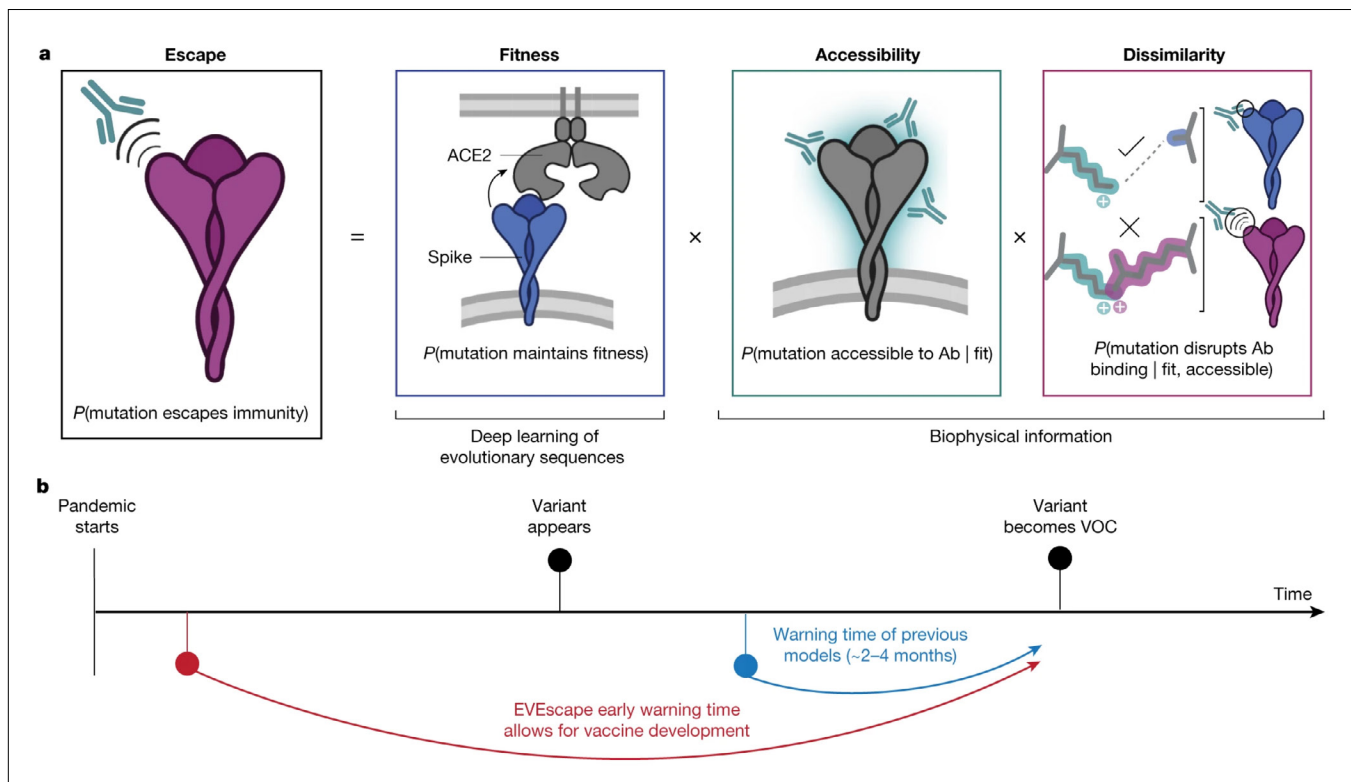 a
Escape
Fitness
Accessibility
Dissimilarity
ACE2
Spike
+
=
×
×
+ +
P(mutation escapes immunity)
P(mutation maintains fitness)
P(mutation accessible to Ab | fit)
P(mutation disrupts Ab
binding | fit, accessible)
Deep learning of
evolutionary sequences
Biophysical information
b
Pandemic
starts
Variant
appears
Variant
becomes VOC
Time
Warning time of previous
models (~2–4 months)
EVEscape early warning time
allows for vaccine development